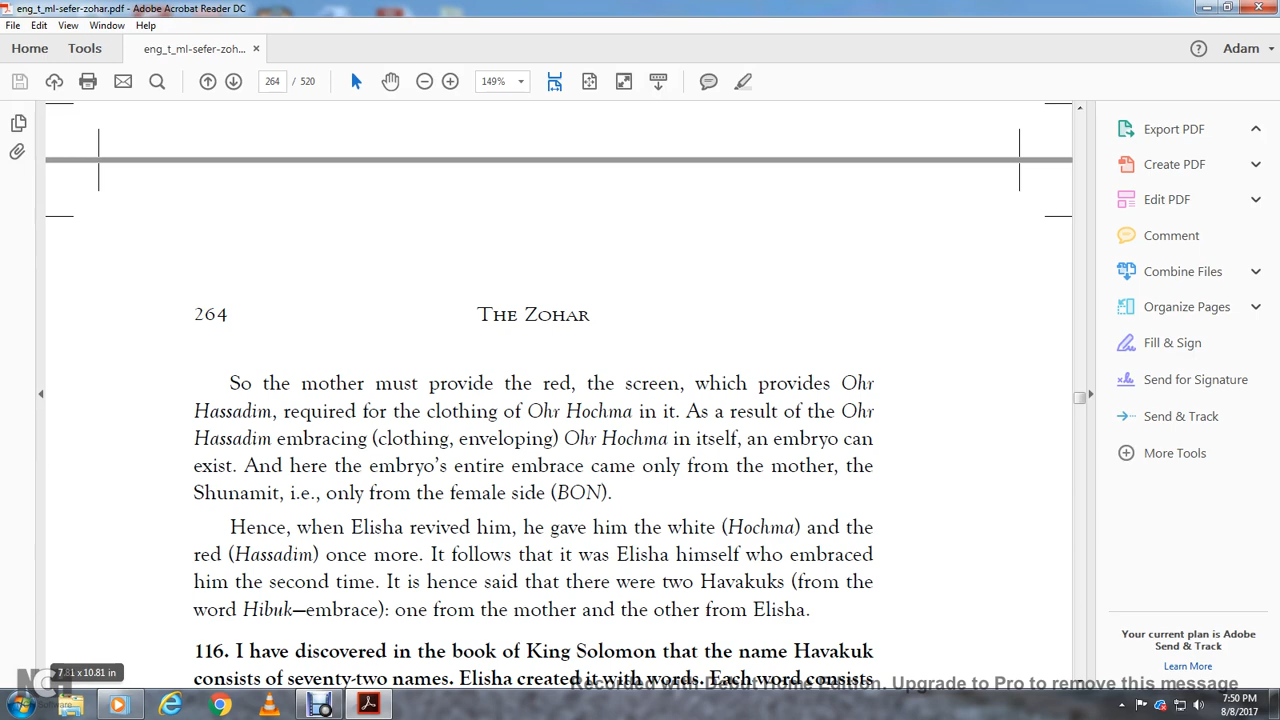 eng_t_ml-sefer-zohar.pdf - Adobe Acrobat Reader DC
File Edit View Window Help
Home Tools eng_t_ml-sefer-zoh... × Adam
264 / 520 149%
Export PDF
Create PDF
Edit PDF
Comment
Combine Files
Organize Pages
Fill & Sign
Send for Signature
Send & Track
More Tools
264 The Zohar
So the mother must provide the red, the screen, which provides Ohr
Hassadim, required for the clothing of Ohr Hochma in it. As a result of the Ohr
Hassadim embracing (clothing, enveloping) Ohr Hochma in itself, an embryo can
exist. And here the embryo's entire embrace came only from the mother, the
Shunamit, i.e., only from the female side (BON).
Hence, when Elisha revived him, he gave him the white (Hochma) and the
red (Hassadim) once more. It follows that it was Elisha himself who embraced
him the second time. It is hence said that there were two Havakuks (from the
word Hibuk—embrace): one from the mother and the other from Elisha.
116. I have discovered in the book of King Solomon that the name Havakuk
consists of seventy-two names. Elisha created it with words. Each word consists
Your current plan is Adobe
Send & Track
Learn More
7.81 x 10.81 in
NCH Software
Recorded with Home Edition. Upgrade to Pro to remove this message
7:50 PM
8/8/2017